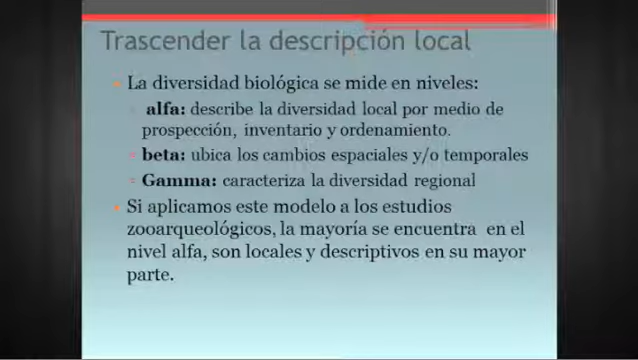 Trascender la descripción local
La diversidad biológica se mide en niveles:
alfa: describe la diversidad local por medio de
prospección, inventario y ordenamiento.
beta: ubica los cambios espaciales y/o temporales
Gamma: caracteriza la diversidad regional
Si aplicamos este modelo a los estudios
zooarqueológicos, la mayoría se encuentra en el
nivel alfa, son locales y descriptivos en su mayor
parte.